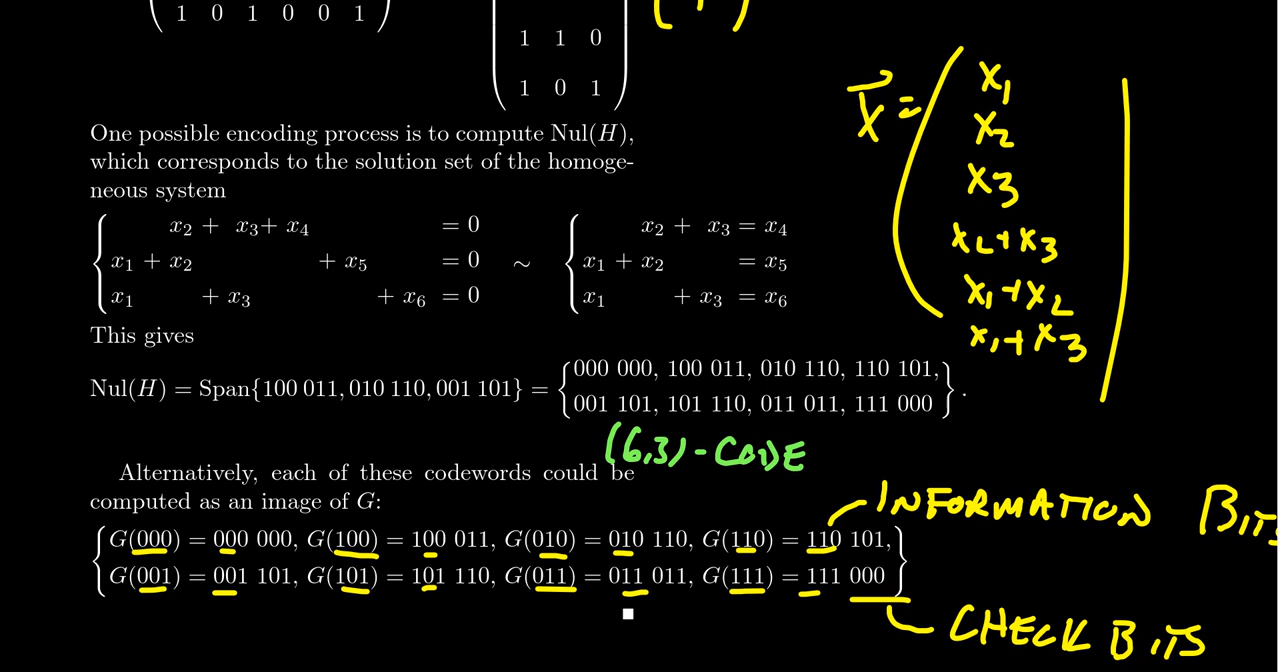 1 0 1 0 0 1
1 1 0
1 0 1
One possible encoding process is to compute Nul(H),
which corresponds to the solution set of the homoge-
neous system
x₂ + x₃+ x₄ = 0
x₁ + x₂ + x₅ = 0
x₁ + x₃ + x₆ = 0
∼
x₂ + x₃ = x₄
x₁ + x₂ = x₅
x₁ + x₃ = x₆
This gives
Nul(H) = Span{100 011, 010 110, 001 101} = {000 000, 100 011, 010 110, 110 101,
001 101, 101 110, 011 011, 111 000}.
(6,3)-CODE
Alternatively, each of these codewords could be
computed as an image of G:
{G(000) = 000 000, G(100) = 100 011, G(010) = 010 110, G(110) = 110 101,
G(001) = 001 101, G(101) = 101 110, G(011) = 011 011, G(111) = 111 000}
x⃗ =
x₁
x₂
x₃
x₂+x₃
x₁+x₂
x₁+x₃
INFORMATION BITS
CHECK BITS